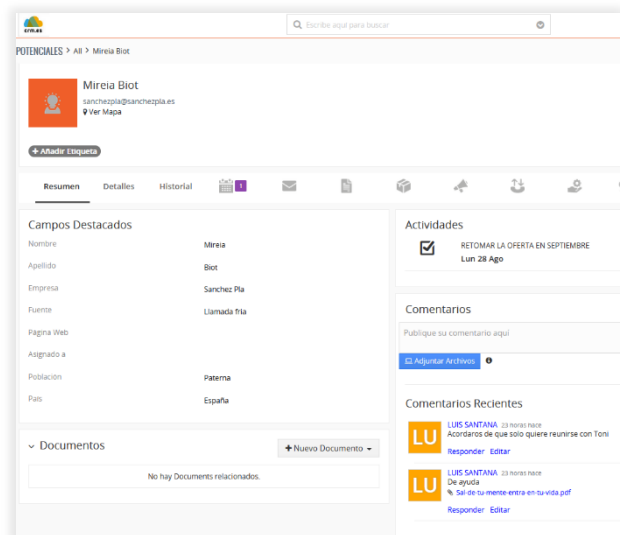 Escribe aquí para buscar
POTENCIALES > All > Mireia Biot
Mireia Biot
sanchezpla@sanchezpla.es
Ver Mapa
+ Añadir Etiqueta
Resumen Detalles Historial 1
Campos Destacados
Nombre Mireia
Apellido Biot
Empresa Sanchez Pla
Fuente Llamada fría
Página Web
Asignado a
Población Paterna
País España
Documentos
+ Nuevo Documento
No hay Documents relacionados.
Actividades
RETOMAR LA OFERTA EN SEPTIEMBRE
Lun 28 Ago
Comentarios
Publique su comentario aquí
Adjuntar Archivos
Comentarios Recientes
LU
LUIS SANTANA 23 horas hace
Acordaros de que solo quiere reunirse con Toni
Responder Editar
LU
LUIS SANTANA 23 horas hace
De ayuda
Sal-de-tu-mente-entra-en-tu-vida.pdf
Responder Editar